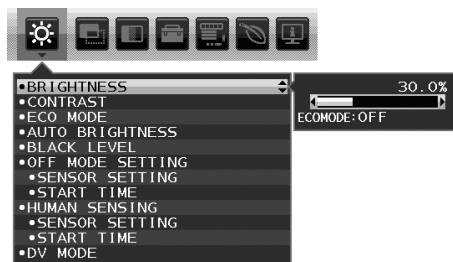 •BRIGHTNESS
30.0%
•CONTRAST
•ECO MODE
ECOMODE:OFF
•AUTO BRIGHTNESS
•BLACK LEVEL
•OFF MODE SETTING
•SENSOR SETTING
•START TIME
•HUMAN SENSING
•SENSOR SETTING
•START TIME
•DV MODE